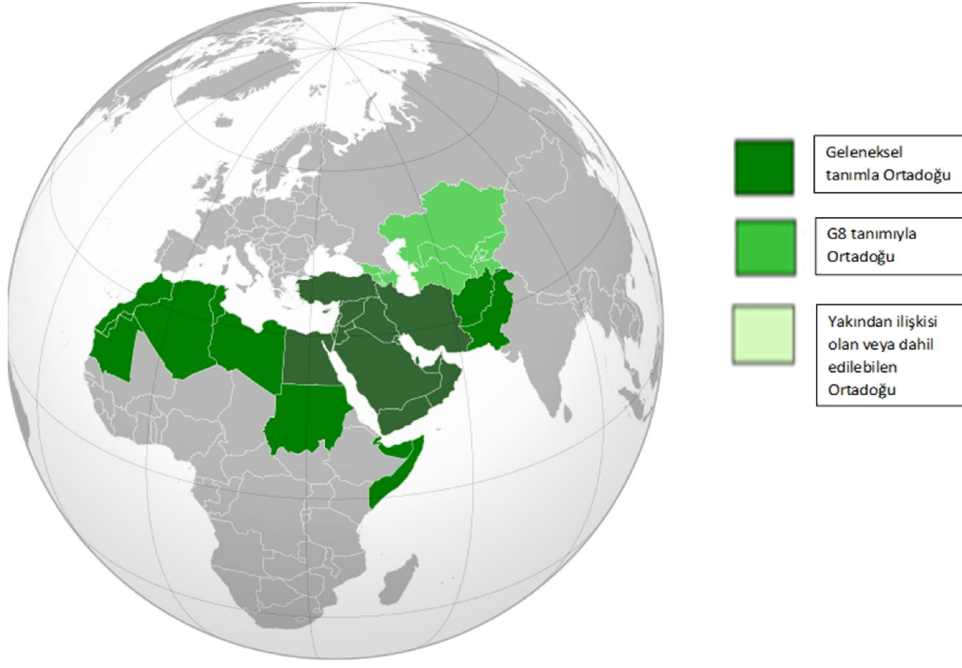 Geleneksel
tanımla Ortadoğu
G8 tanımıyla
Ortadoğu
Yakından ilişkisi
olan veya dahil
edilebilen
Ortadoğu